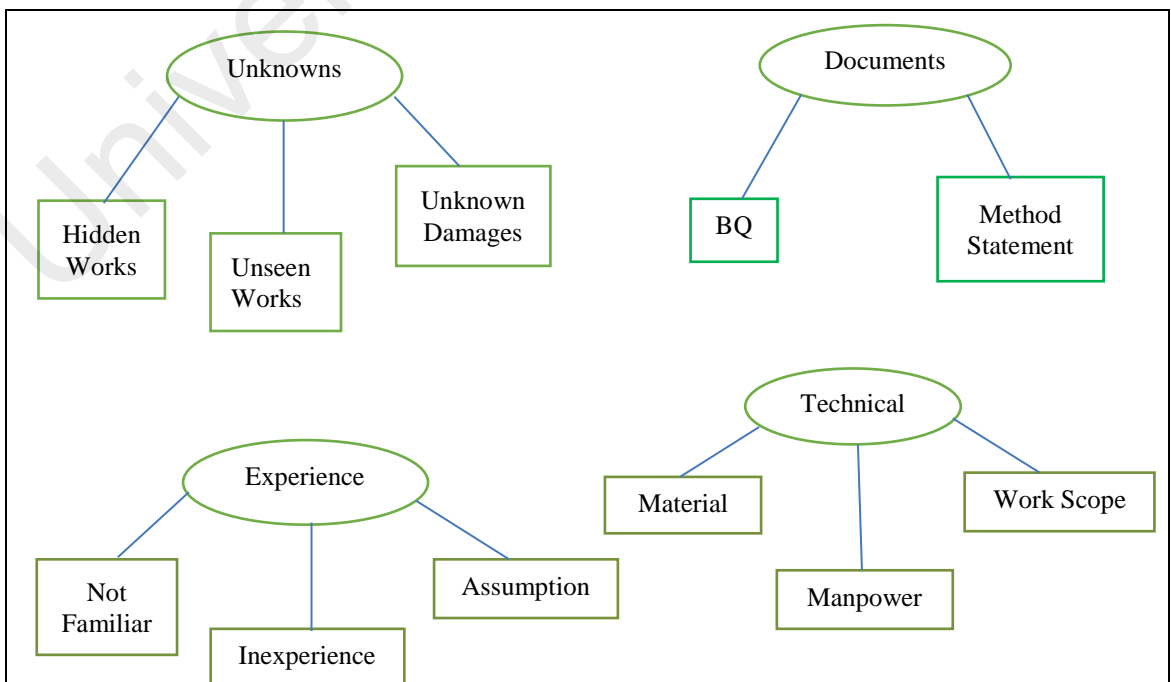 Unknowns
Hidden
Works
Unseen
Works
Unknown
Damages
Documents
BQ
Method
Statement
Experience
Not
Familiar
Inexperience
Assumption
Technical
Material
Manpower
Work Scope
Univer